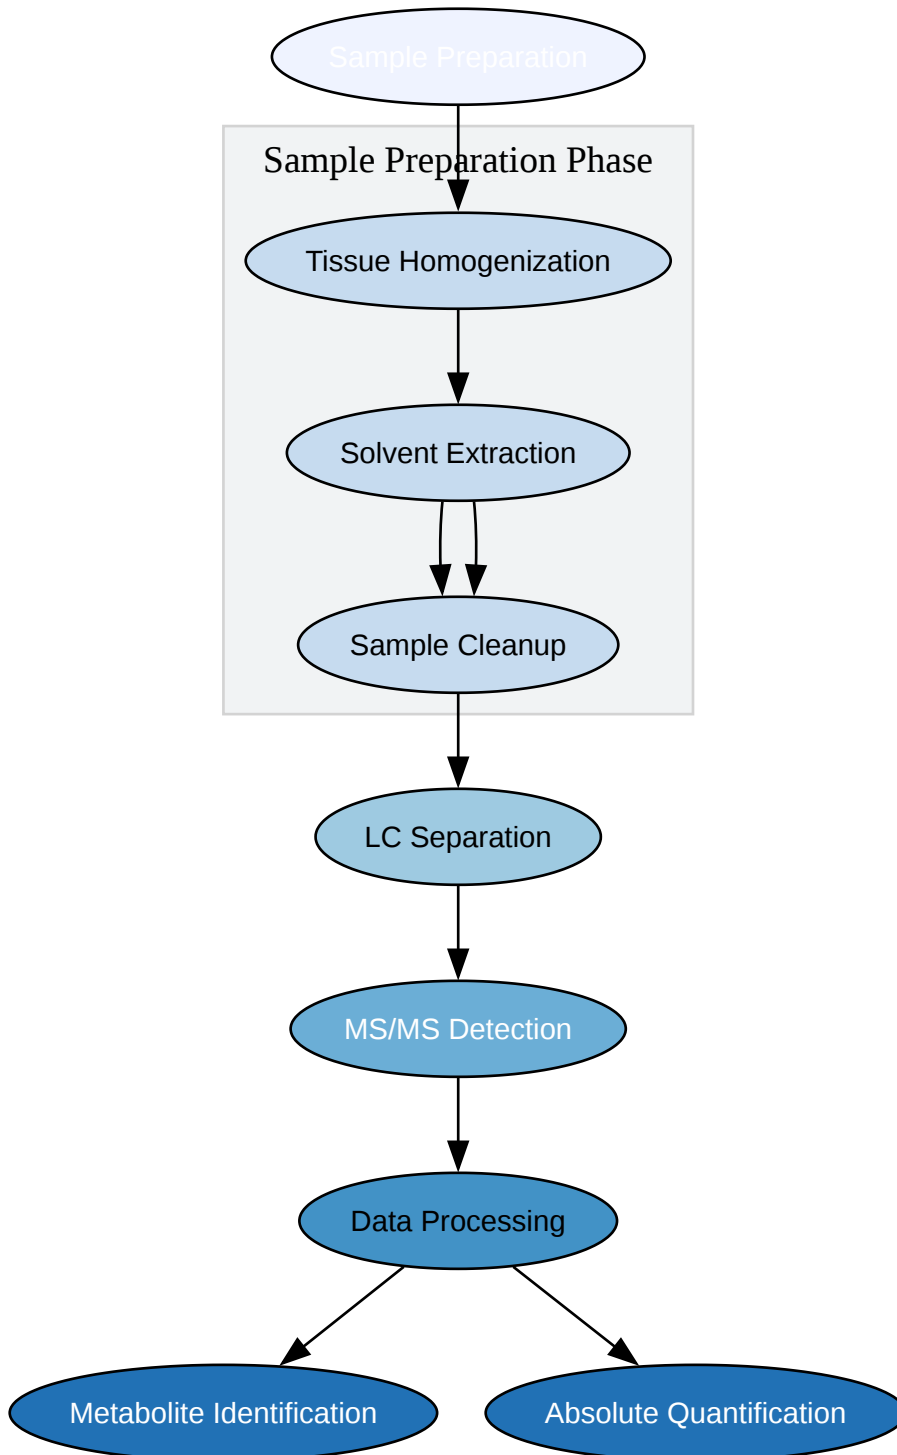 Sample Preparation
Sample Preparation Phase
Tissue Homogenization
Solvent Extraction
Sample Cleanup
LC Separation
MS/MS Detection
Data Processing
Metabolite Identification
Absolute Quantification